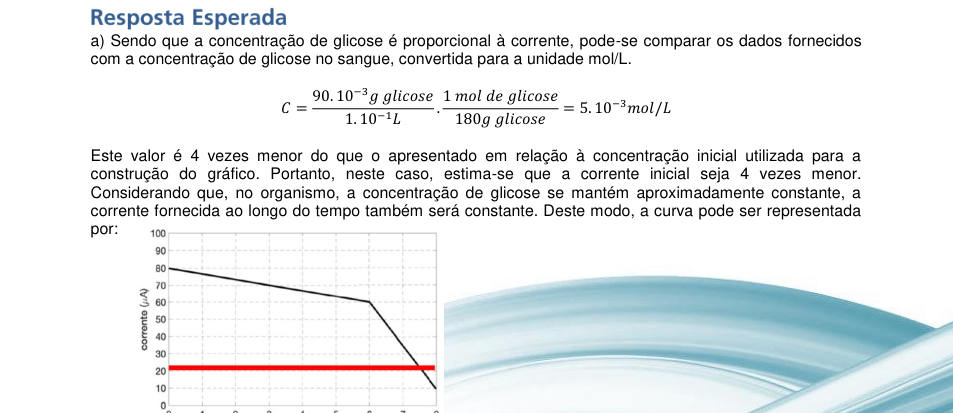 Resposta Esperada
a) Sendo que a concentração de glicose é proporcional à corrente, pode-se comparar os dados fornecidos
com a concentração de glicose no sangue, convertida para a unidade mol/L.
C = 90.10⁻³g glicose / 1.10⁻¹L . 1 mol de glicose / 180g glicose = 5.10⁻³mol/L
Este valor é 4 vezes menor do que o apresentado em relação à concentração inicial utilizada para a
construção do gráfico. Portanto, neste caso, estima-se que a corrente inicial seja 4 vezes menor.
Considerando que, no organismo, a concentração de glicose se mantém aproximadamente constante, a
corrente fornecida ao longo do tempo também será constante. Deste modo, a curva pode ser representada
por:
corrente (μA)
100
90
80
70
60
50
40
30
20
10
0